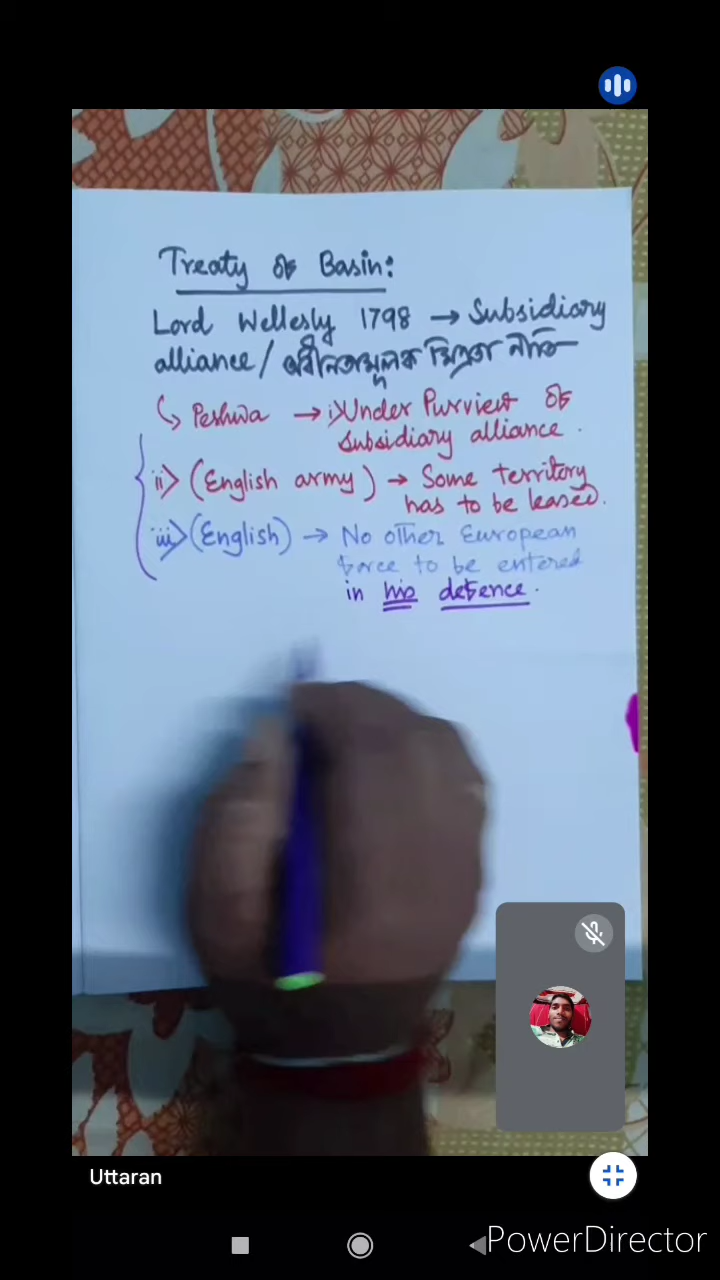 Treaty of Basin:
Lord Wellesly 1798 → Subsidiary
alliance / অধীনতামূলক মিত্রতা নীতি
↳ Peshwa → i) Under Purview of
Subsidiary alliance.
ii) (English army) → Some territory
has to be leased.
iii) (English) → No other European
force to be entered
in his defence.
Uttaran
PowerDirector